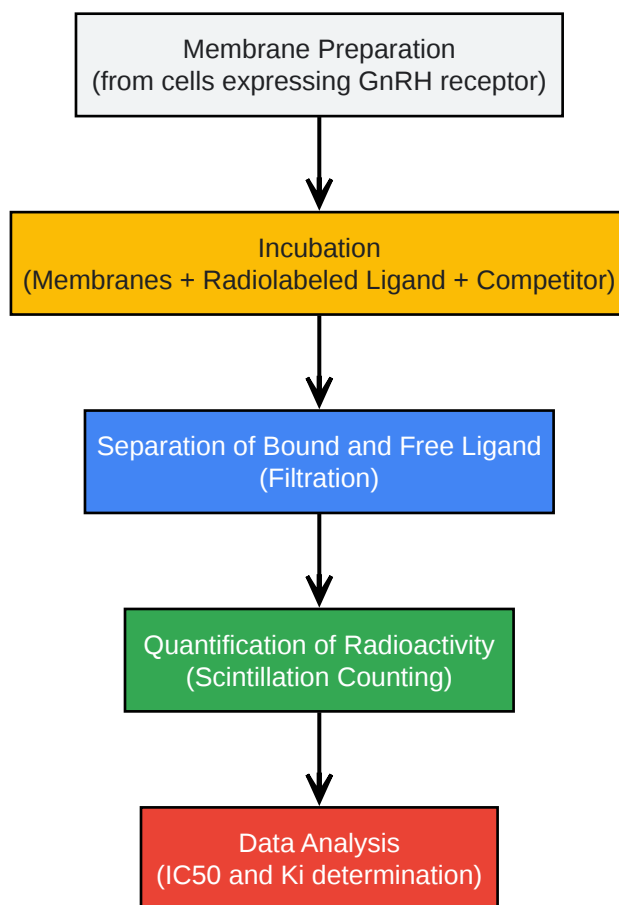 Membrane Preparation
(from cells expressing GnRH receptor)
Incubation
(Membranes + Radiolabeled Ligand + Competitor)
Separation of Bound and Free Ligand
(Filtration)
Quantification of Radioactivity
(Scintillation Counting)
Data Analysis
(IC50 and Ki determination)